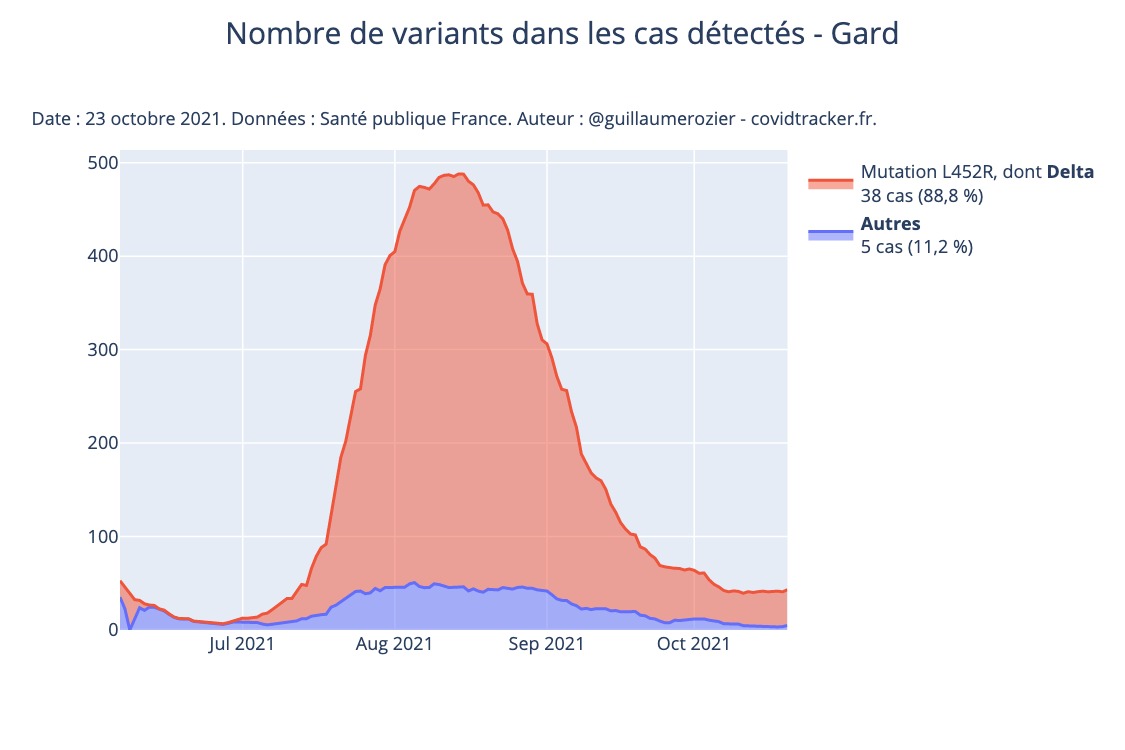 Nombre de variants dans les cas détectés - Gard
Date : 23 octobre 2021. Données : Santé publique France. Auteur : @guillaumerozier - covidtracker.fr.
500
400
300
200
100
0
Jul 2021
Aug 2021
Sep 2021
Oct 2021
Mutation L452R, dont Delta
38 cas (88,8 %)
Autres
5 cas (11,2 %)